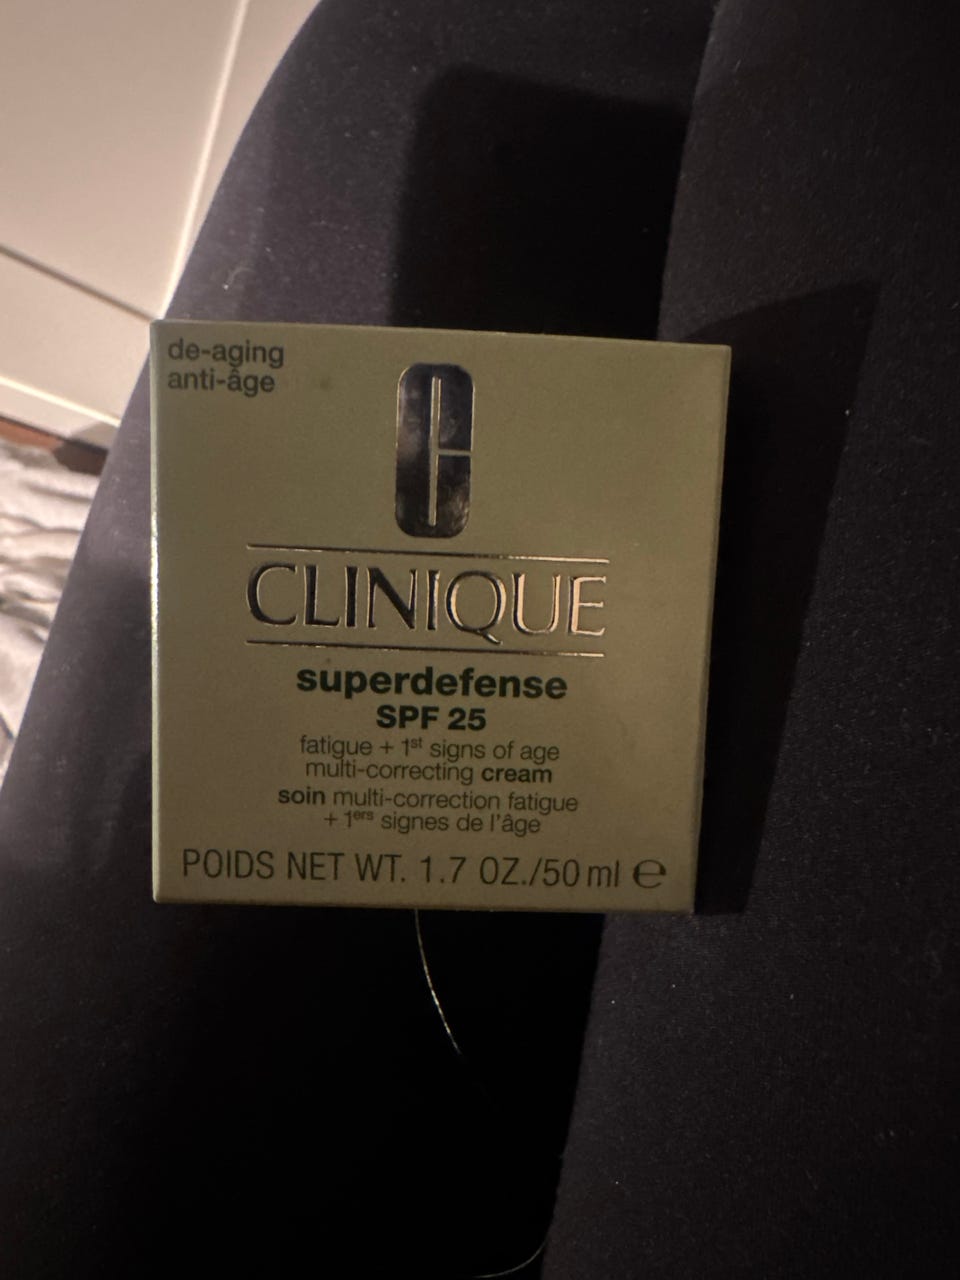 de-aging
anti-âge
C
CLINIQUE
superdefense
SPF 25
fatigue + 1st signs of age
multi-correcting cream
soin multi-correction fatigue
+ 1ers signes de l'âge
POIDS NET WT. 1.7 OZ./50 ml ℮